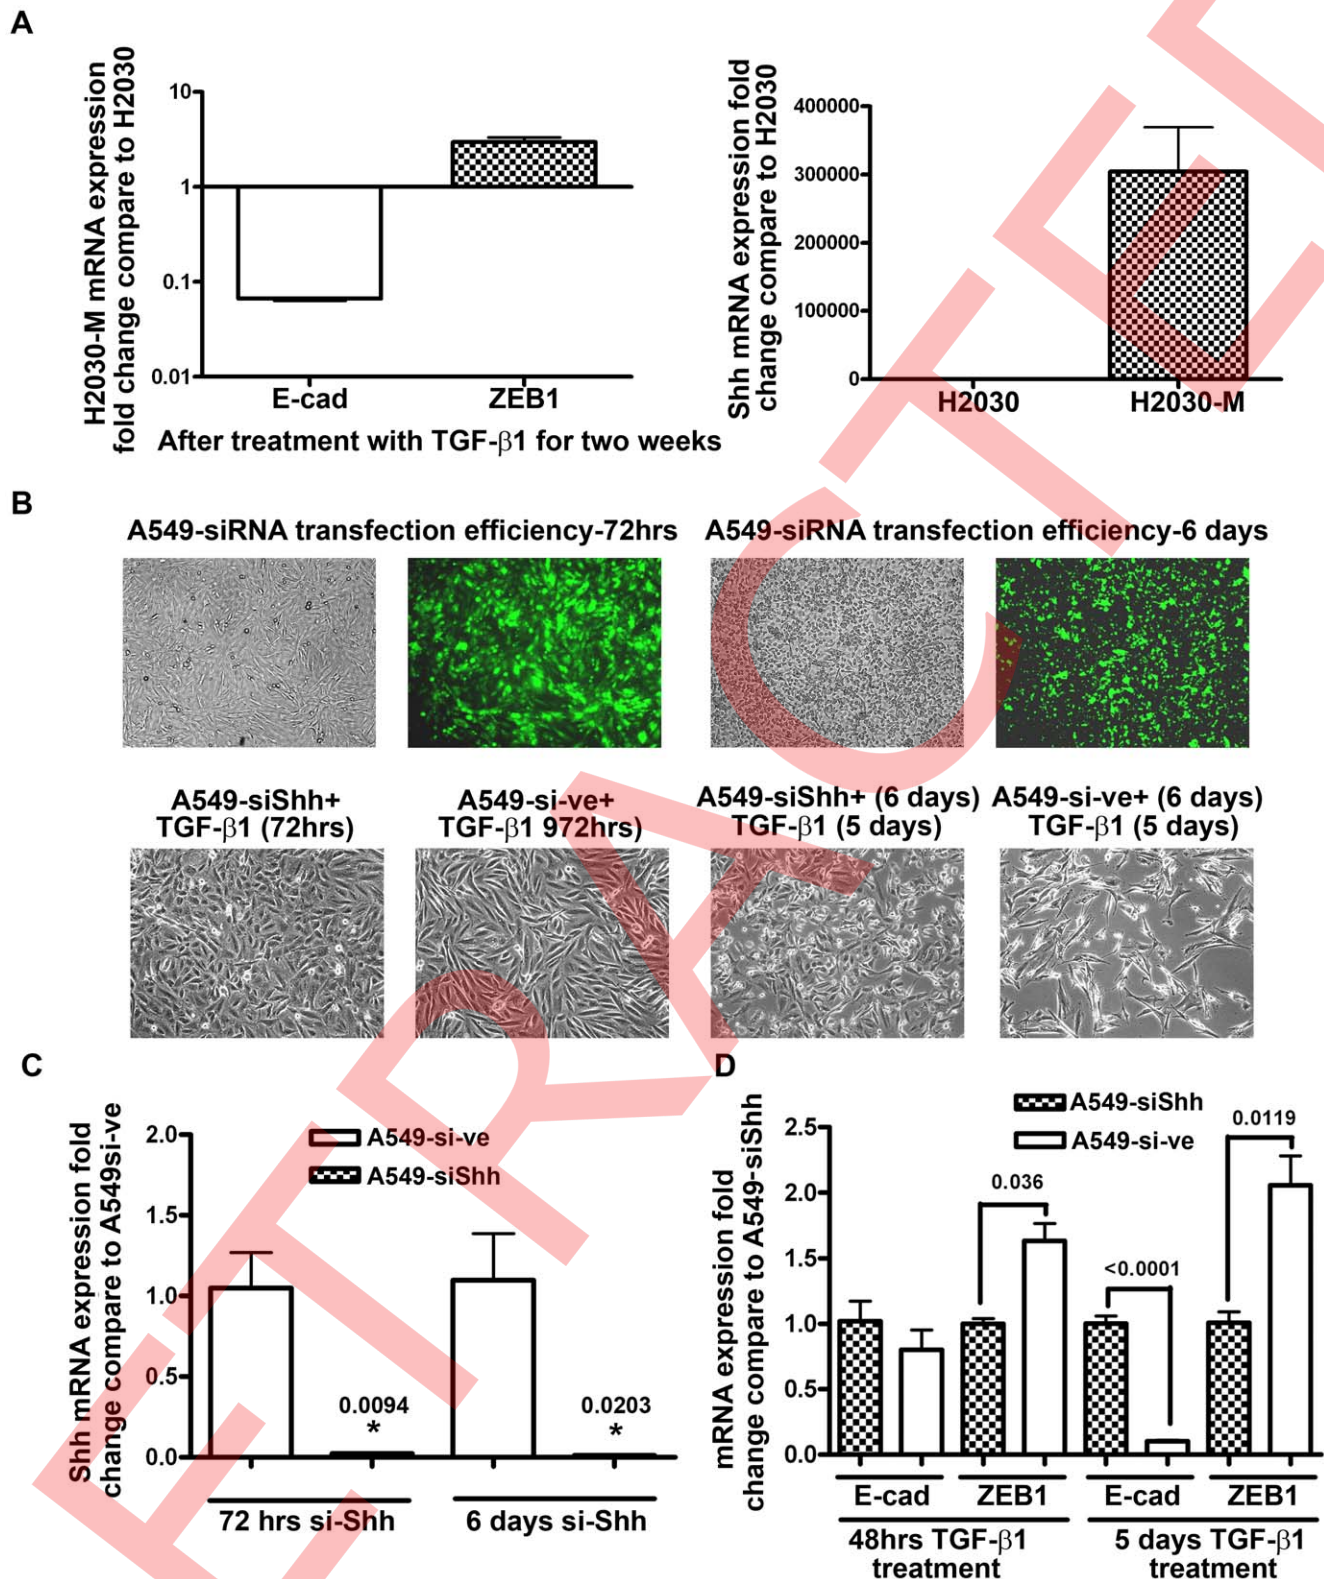 A
H2030-M mRNA expression
fold change compare to H2030
10
1
0.1
0.01
E-cad
ZEB1
After treatment with TGF-β1 for two weeks
Shh mRNA expression fold
change compare to H2030
400000
300000
200000
100000
0
H2030
H2030-M
B
A549-siRNA transfection efficiency-72hrs
A549-siRNA transfection efficiency-6 days
A549-siShh+
TGF-β1 (72hrs)
A549-si-ve+
TGF-β1 972hrs)
A549-siShh+ (6 days)
TGF-β1 (5 days)
A549-si-ve+ (6 days)
TGF-β1 (5 days)
C
Shh mRNA expression fold
change compare to A549si-ve
2.0
1.5
1.0
0.5
0.0
A549-si-ve
A549-siShh
0.0094
*
0.0203
*
72 hrs si-Shh
6 days si-Shh
D
mRNA expression fold
change compare to A549-siShh
2.5
2.0
1.5
1.0
0.5
0.0
A549-siShh
A549-si-ve
0.036
<0.0001
0.0119
E-cad
ZEB1
E-cad
ZEB1
48hrs TGF-β1
treatment
5 days TGF-β1
treatment
ETRACTE